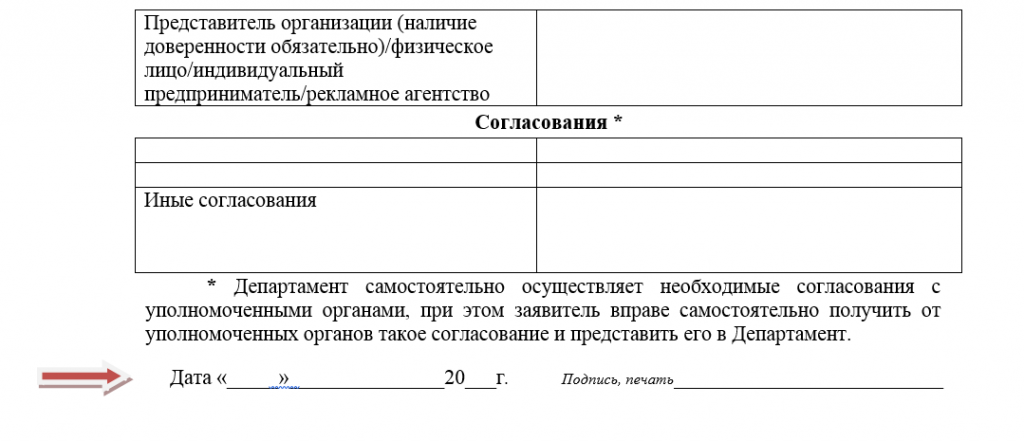 Представитель организации (наличие
доверенности обязательно)/физическое
лицо/индивидуальный
предприниматель/рекламное агентство
Согласования *
Иные согласования
* Департамент самостоятельно осуществляет необходимые согласования с
уполномоченными органами, при этом заявитель вправе самостоятельно получить от
уполномоченных органов такое согласование и представить его в Департамент.
Дата «_____» _______________20___г. Подпись, печать___________________________